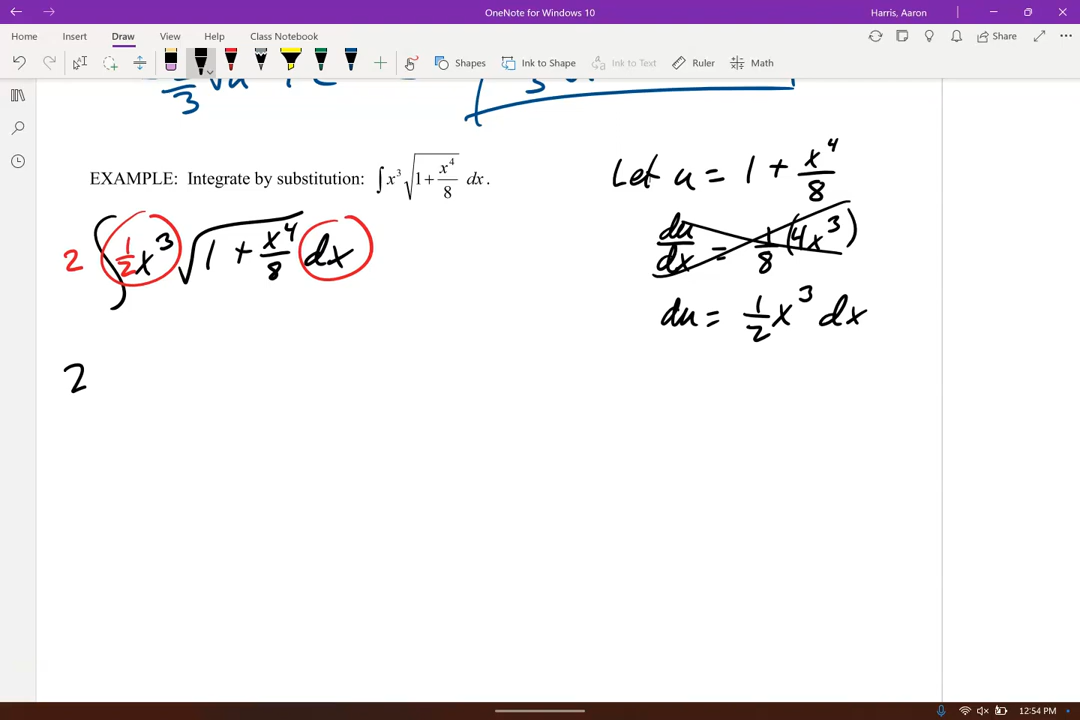 OneNote for Windows 10
Harris, Aaron
Home Insert Draw View Help Class Notebook
Share
Shapes Ink to Shape Ink to Text Ruler Math
EXAMPLE: Integrate by substitution: ∫ x³ √(1 + x⁴/8) dx.
Let u = 1 + x⁴/8
2 ∫ ½ x³ √(1 + x⁴/8) dx
du/dx = 1/8 (4x³)
du = ½ x³ dx
2
12:54 PM